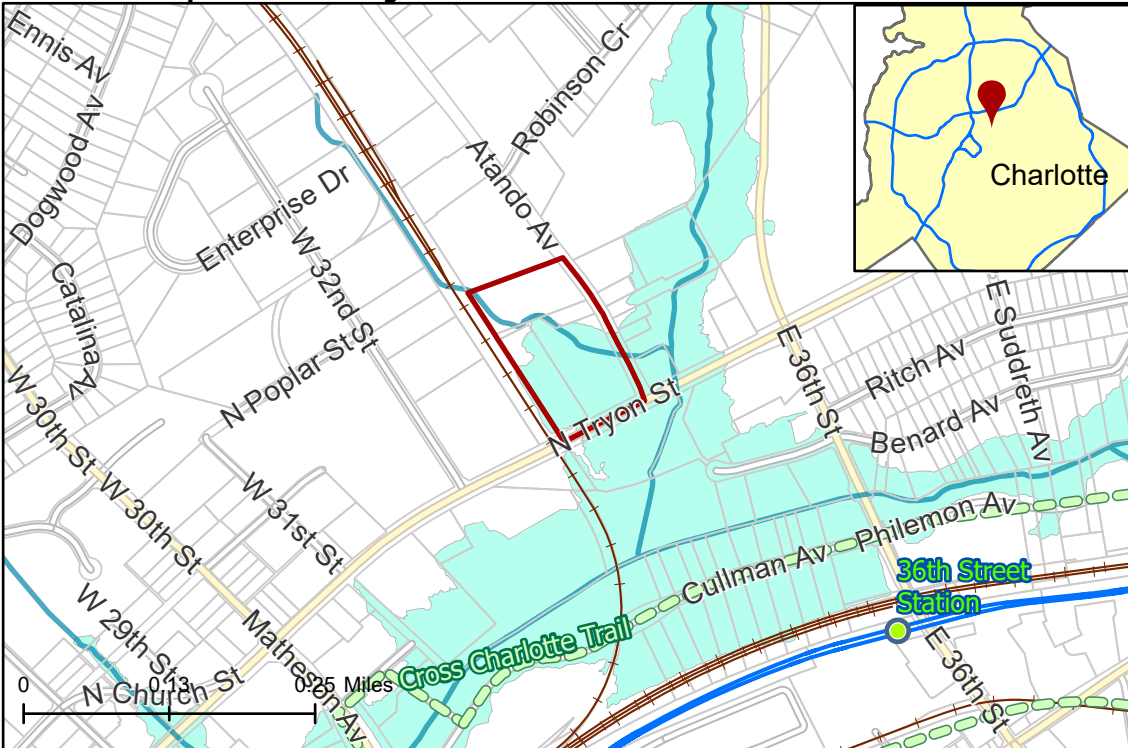 Ennis Av
Dogwood Av
Robinson Cr
Atando Av
Enterprise Dr
W 32nd St
Catalina Av
N Poplar St
W 30th St
W 30th St
W 31st St
W 29th St
Matheson Av
N Church St
N Tryon St
E 36th St
E Suddreth Av
Ritch Av
Benard Av
Philemon Av
Cullman Av
Cross Charlotte Trail
36th Street
Station
E 36th St
Charlotte
0 0.13 0.25 Miles